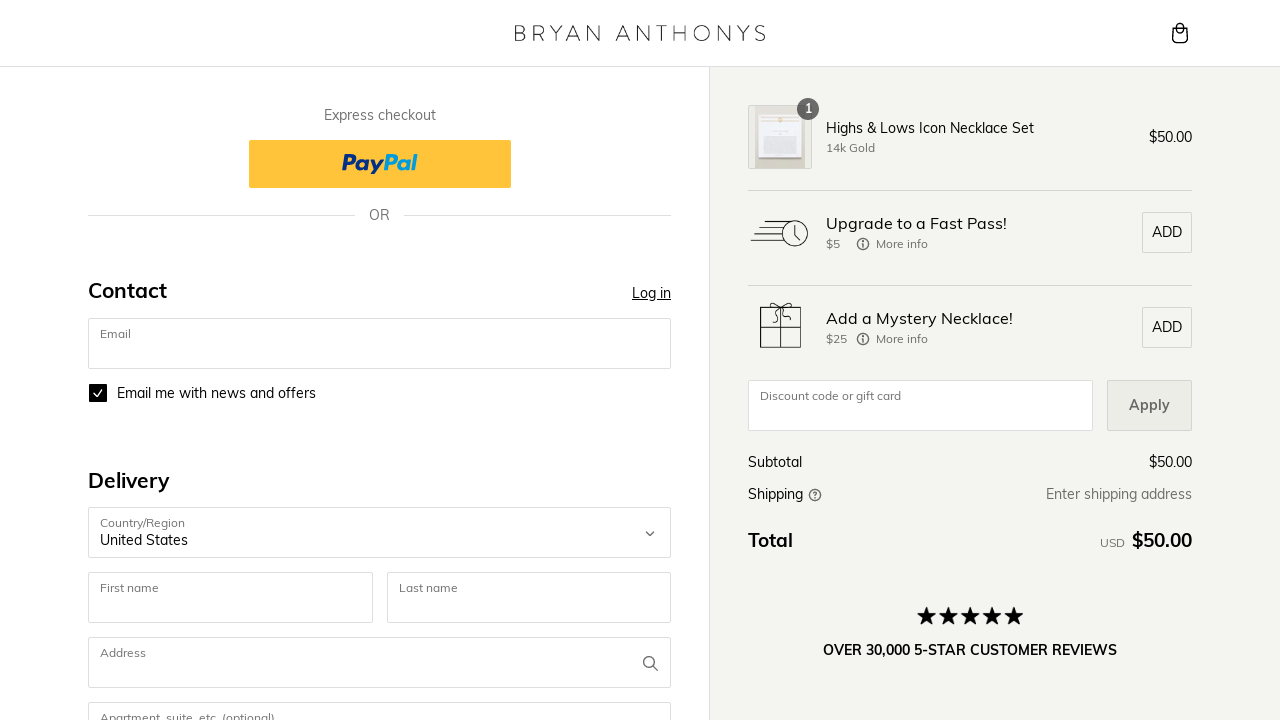 BRYAN ANTHONYS
Express checkout
PayPal
OR
Contact
Log in
Email
Email me with news and offers
Delivery
Country/Region
United States
First name
Last name
Address
Apartment, suite, etc. (optional)
1
Highs & Lows Icon Necklace Set
14k Gold
$50.00
Upgrade to a Fast Pass!
$5 More info
ADD
Add a Mystery Necklace!
$25 More info
ADD
Discount code or gift card
Apply
Subtotal $50.00
Shipping Enter shipping address
Total USD $50.00
OVER 30,000 5-STAR CUSTOMER REVIEWS